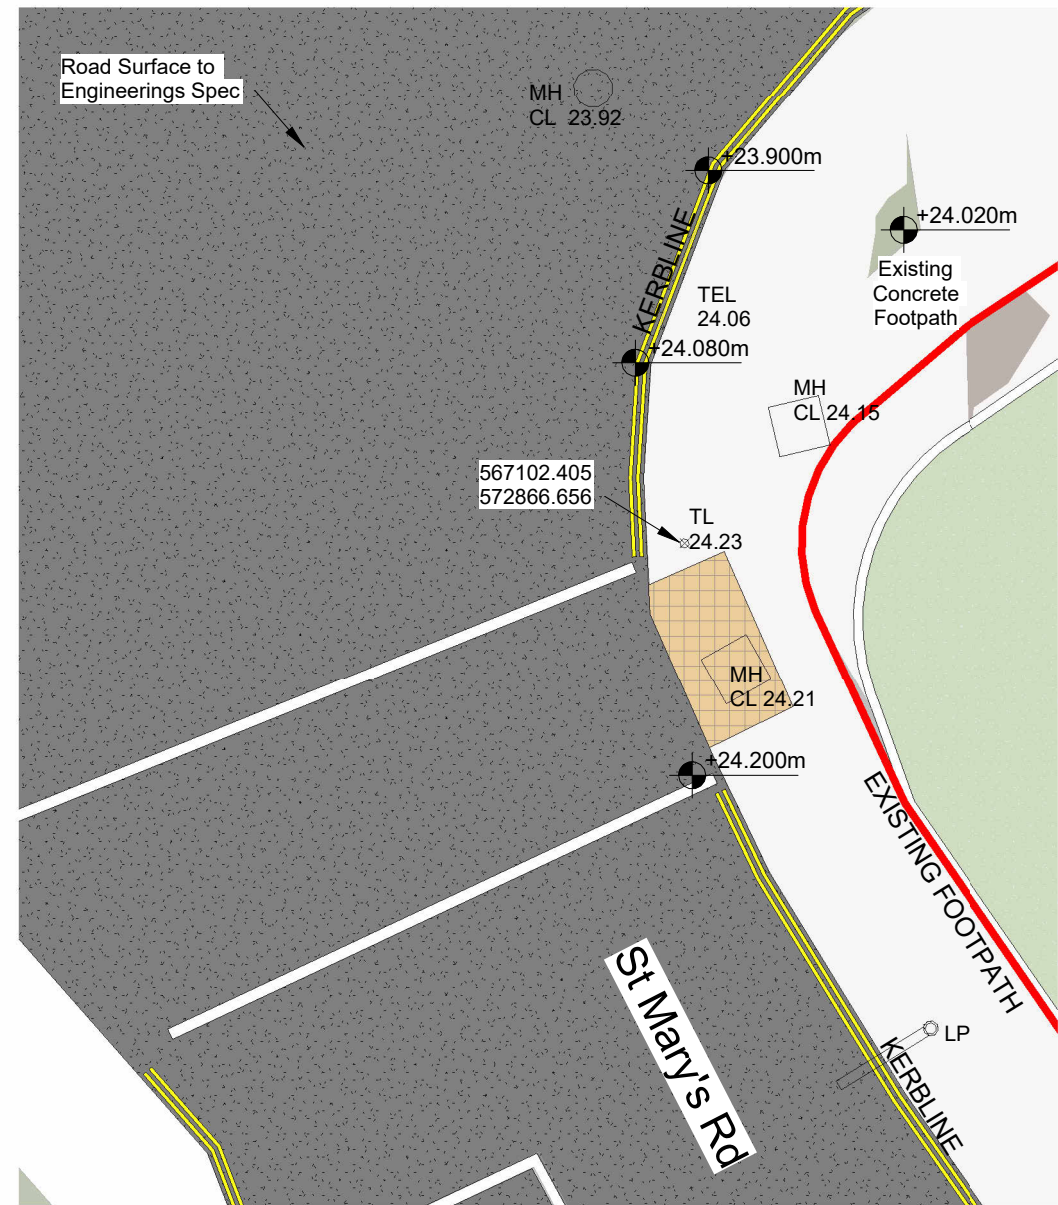 Road Surface to
Engineerings Spec
MH
CL 23.92
+23.900m
+24.020m
Existing
Concrete
Footpath
KERBLINE
TEL
24.06
+24.080m
MH
CL 24.15
567102.405
572866.656
TL
24.23
MH
CL 24.21
+24.200m
EXISTING FOOTPATH
St Mary's Rd
LP
KERBLINE